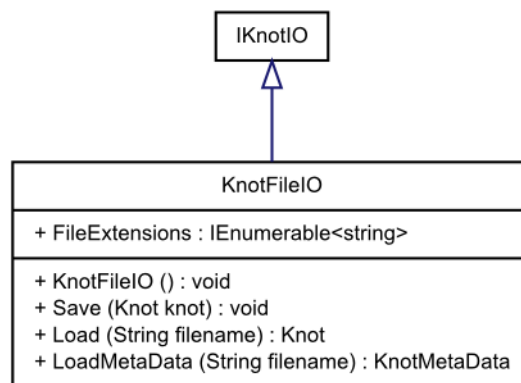 IKnotIO
KnotFileIO
+ FileExtensions : IEnumerable<string>
+ KnotFileIO () : void
+ Save (Knot knot) : void
+ Load (String filename) : Knot
+ LoadMetaData (String filename) : KnotMetaData